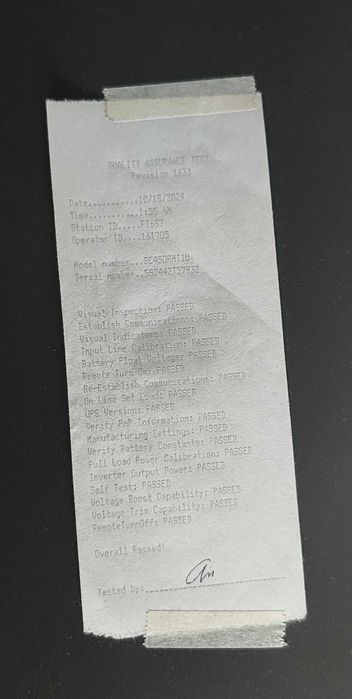 QUALITY ASSURANCE TEST
Revision 1633
Date...........10/18/2024
Time...........1:55 AM
Station ID.....FT687
Operator ID....161705
Model number...SC450RMI1U
Serial number..5S2442T57932
Visual Inspection: PASSED
Establish Communications: PASSED
Visual Indicators: PASSED
Input Line Calibration: PASSED
Battery Float Voltage: PASSED
Remote Turn On: PASSED
Re-Establish Communications: PASSED
On Line Set Load: PASSED
UPS Version: PASSED
Verify PnP Information: PASSED
Manufacturing Settings: PASSED
Verify Battery Constants: PASSED
Full Load Power Calibration: PASSED
Inverter Output Power: PASSED
Self Test: PASSED
Voltage Boost Capability: PASSED
Voltage Trim Capability: PASSED
RemoteTurnOff: PASSED
Overall Passed!
Tested by: